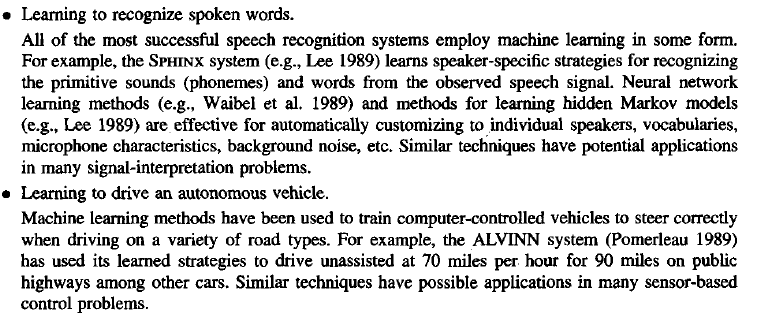 • Learning to recognize spoken words.
All of the most successful speech recognition systems employ machine learning in some form.
For example, the SPHINX system (e.g., Lee 1989) learns speaker-specific strategies for recognizing
the primitive sounds (phonemes) and words from the observed speech signal. Neural network
learning methods (e.g., Waibel et al. 1989) and methods for learning hidden Markov models
(e.g., Lee 1989) are effective for automatically customizing to individual speakers, vocabularies,
microphone characteristics, background noise, etc. Similar techniques have potential applications
in many signal-interpretation problems.
• Learning to drive an autonomous vehicle.
Machine learning methods have been used to train computer-controlled vehicles to steer correctly
when driving on a variety of road types. For example, the ALVINN system (Pomerleau 1989)
has used its learned strategies to drive unassisted at 70 miles per hour for 90 miles on public
highways among other cars. Similar techniques have possible applications in many sensor-based
control problems.